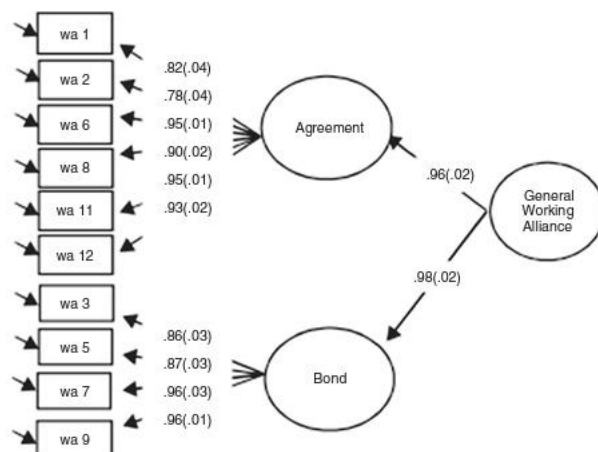 wa 1
wa 2
wa 6
wa 8
wa 11
wa 12
wa 3
wa 5
wa 7
wa 9
.82(.04)
.78(.04)
.95(.01)
.90(.02)
.95(.01)
.93(.02)
.86(.03)
.87(.03)
.96(.03)
.96(.01)
Agreement
Bond
.96(.02)
.98(.02)
General
Working
Alliance